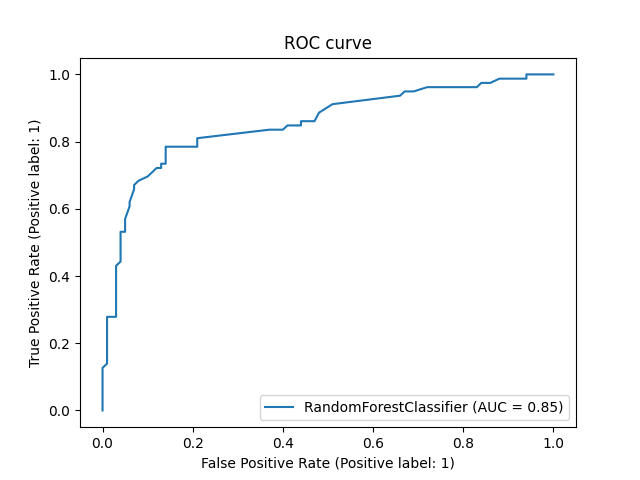 ROC curve
True Positive Rate (Positive label: 1)
1.0
0.8
0.6
0.4
0.2
0.0
RandomForestClassifier (AUC = 0.85)
0.0 0.2 0.4 0.6 0.8 1.0
False Positive Rate (Positive label: 1)